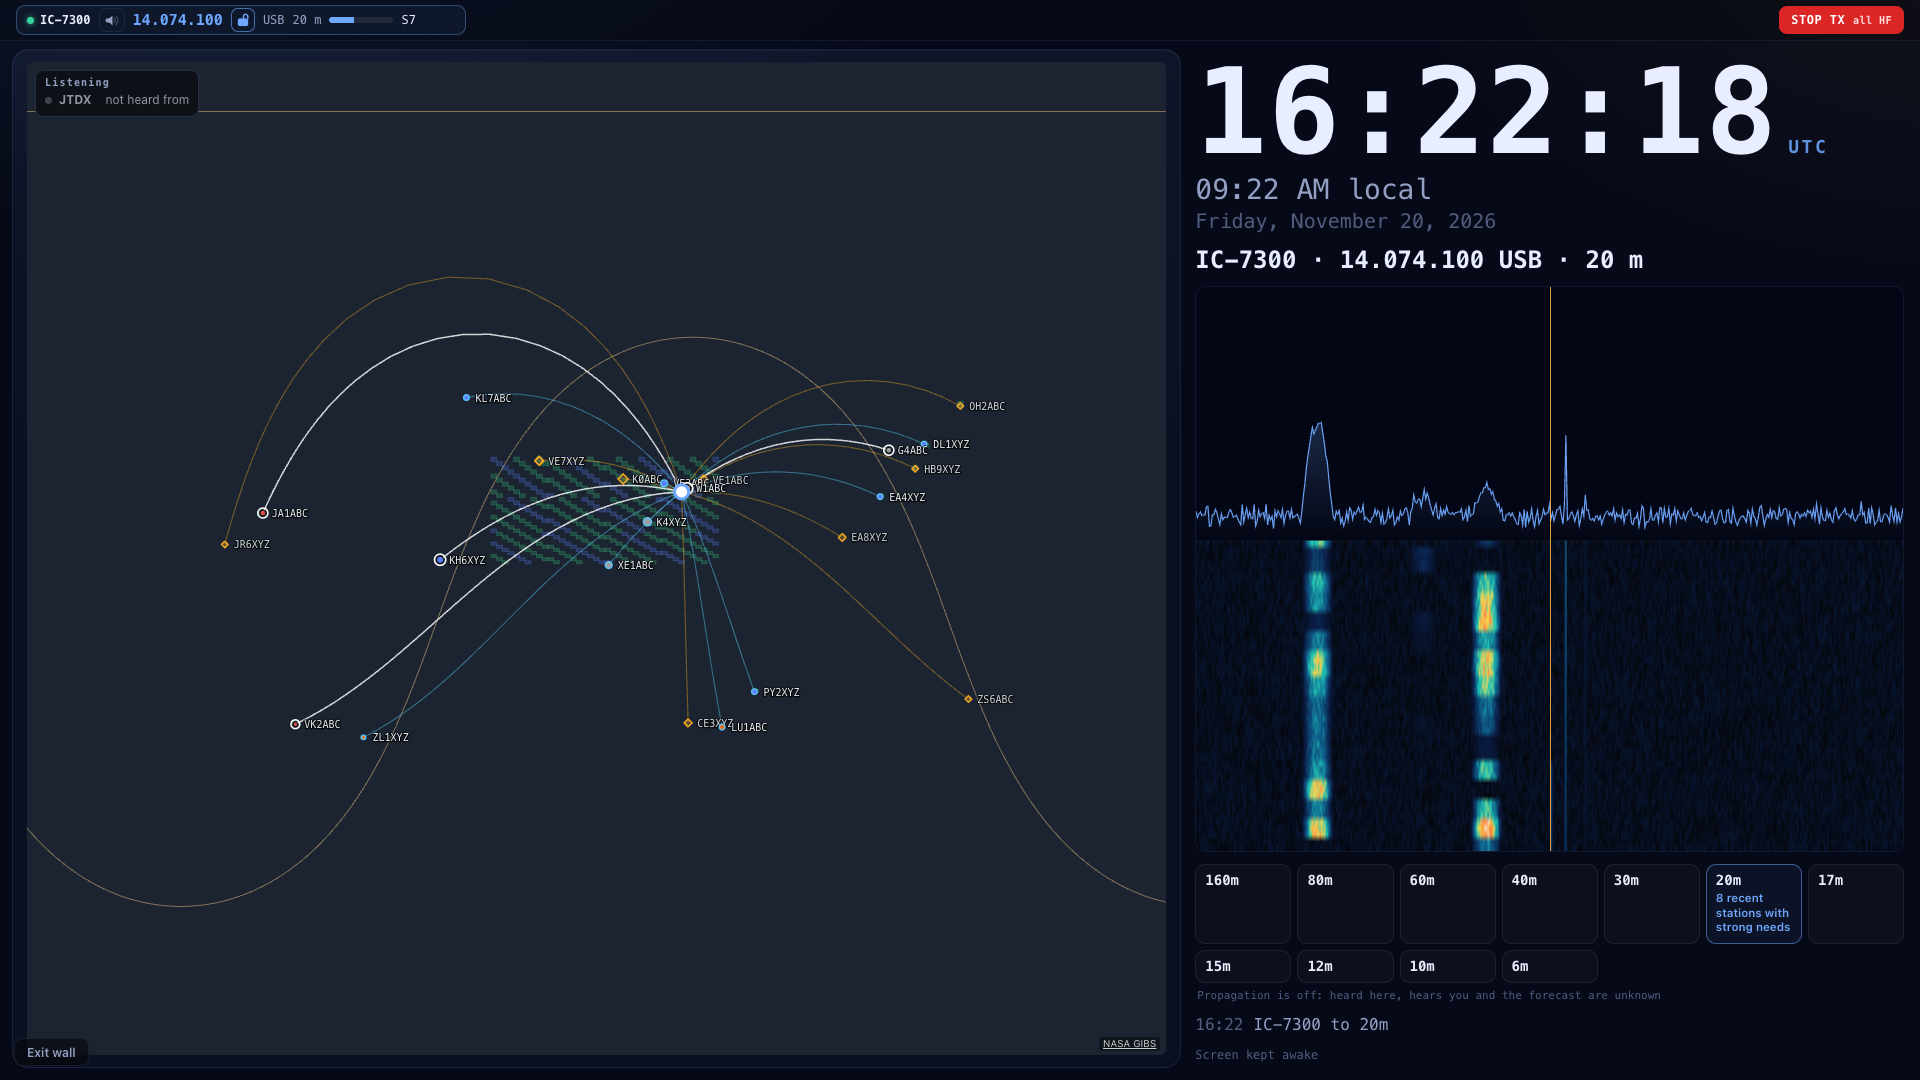 IC-7300 14.074.100 USB 20 m S7
STOP TX all HF
Listening
JTDX not heard from
16:22:18 UTC
09:22 AM local
Friday, November 20, 2026
IC-7300 · 14.074.100 USB · 20 m
KL7ABC
OH2ABC
DL1XYZ
G4ABC
VE7XYZ
HB9XYZ
K0ABC
VE1ABC
W1ABC
EA4XYZ
JA1ABC
K4XYZ
EA8XYZ
JR6XYZ
KH6XYZ
XE1ABC
PY2XYZ
ZS6ABC
VK2ABC
CE3XYZ
LU1ABC
ZL1XYZ
160m
80m
60m
40m
30m
20m
8 recent
stations with
strong needs
17m
15m
12m
10m
6m
Propagation is off: heard here, hears you and the forecast are unknown
16:22 IC-7300 to 20m
Screen kept awake
NASA GIBS
Exit wall